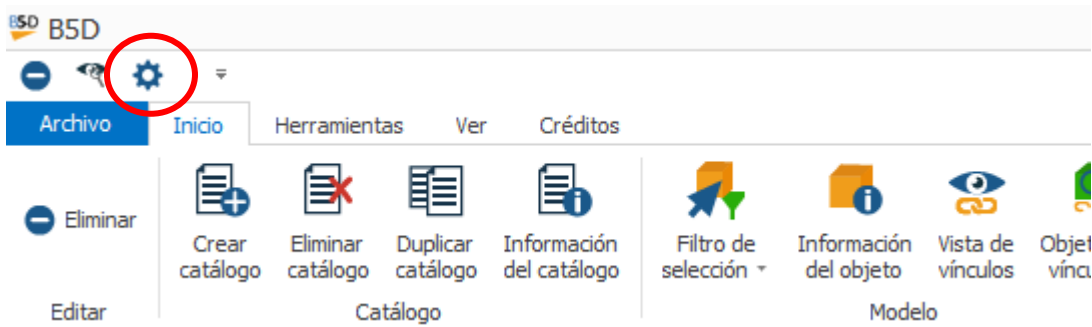 BSD B5D
Archivo Inicio Herramientas Ver Créditos
Eliminar
Crear catálogo
Eliminar catálogo
Duplicar catálogo
Información del catálogo
Filtro de selección
Información del objeto
Vista de vínculos
Editar Catálogo Modelo